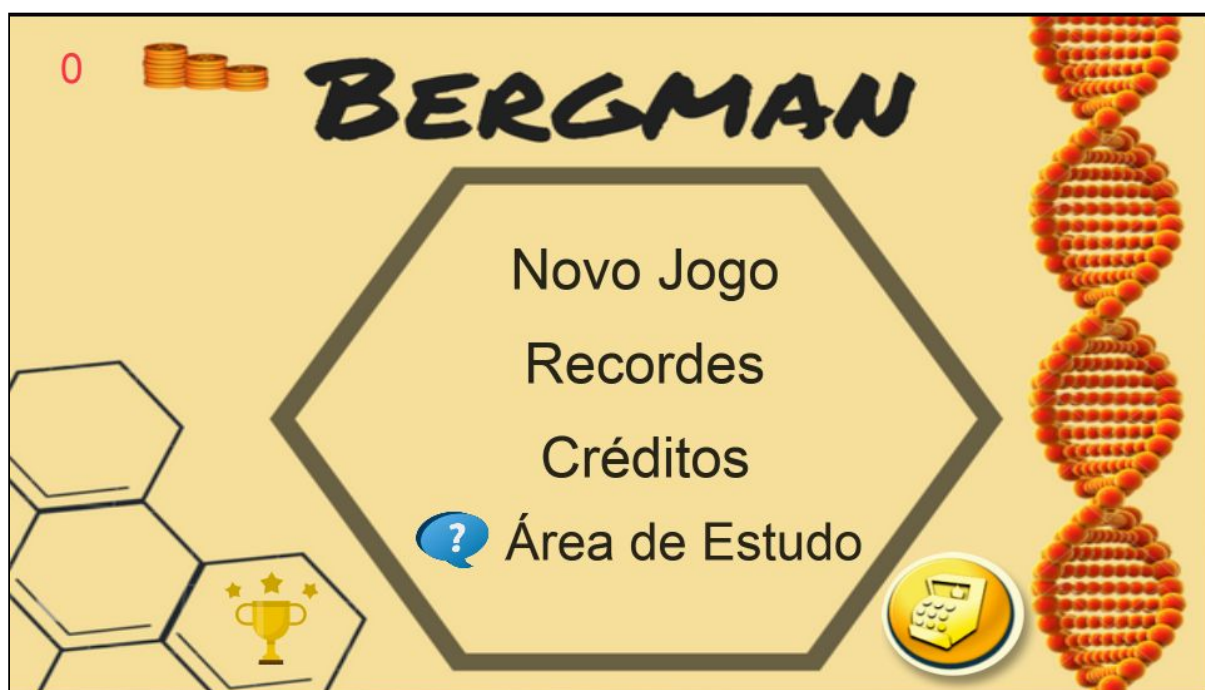 0
BERGMAN
Novo Jogo
Recordes
Créditos
? Área de Estudo